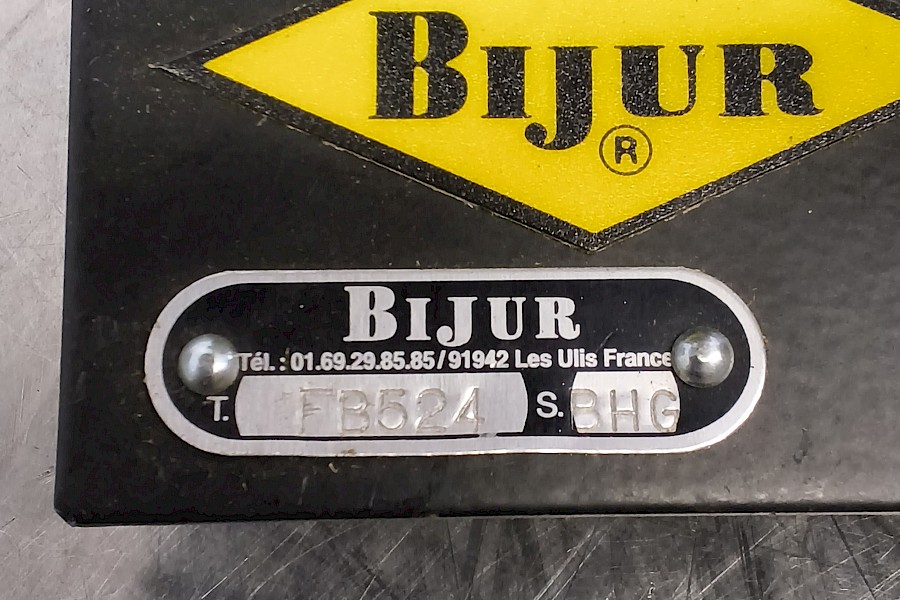 BIJUR
R
BIJUR
Tél. : 01.69.29.85.85 / 91942 Les Ulis France
T. FB524 S. BHG